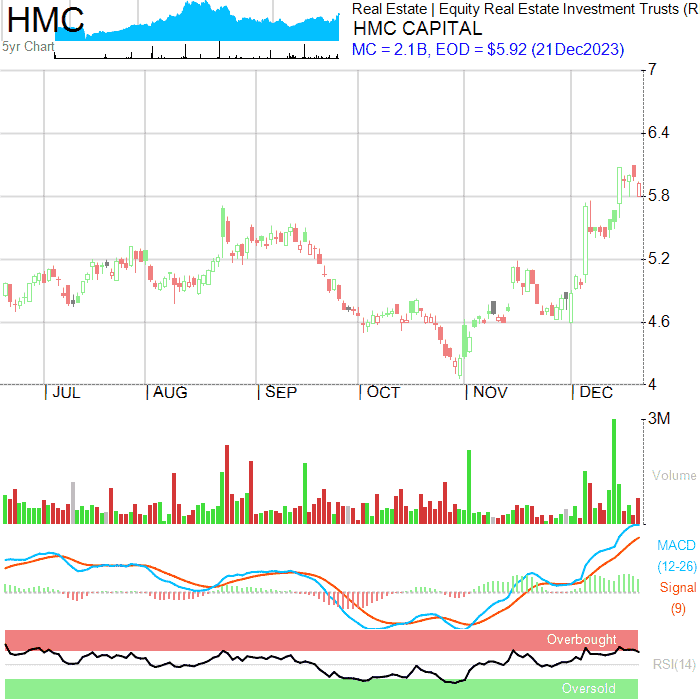 HMC
5yr Chart
Real Estate | Equity Real Estate Investment Trusts (R
HMC CAPITAL
MC = 2.1B, EOD = $5.92 (21Dec2023)
7
6.4
5.8
5.2
4.6
4
JUL AUG SEP OCT NOV DEC
3M
Volume
MACD
(12-26)
Signal
(9)
Overbought
RSI(14)
Oversold